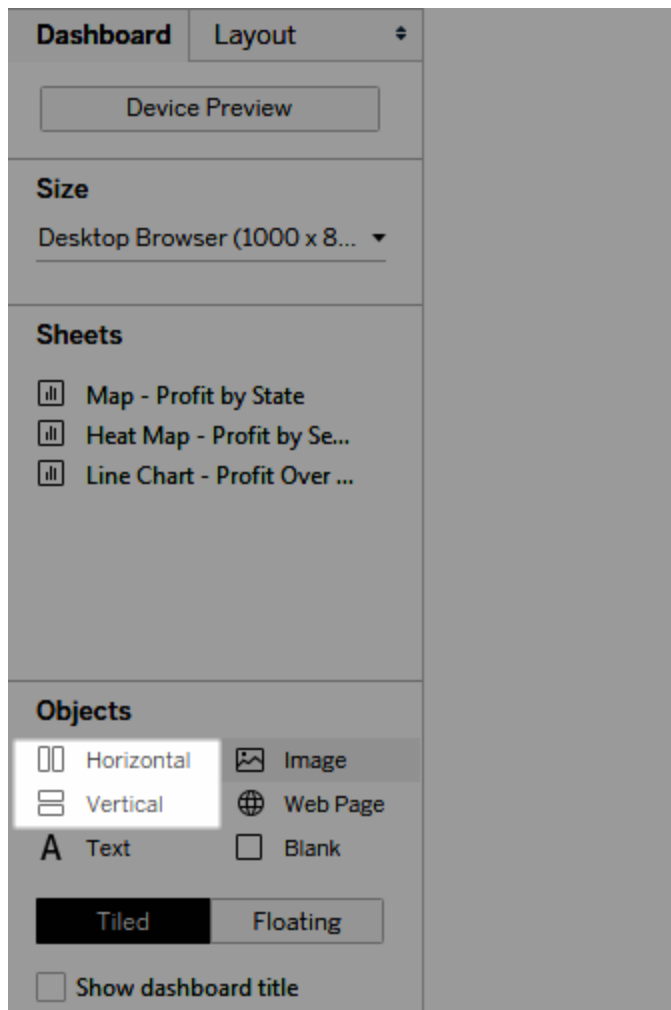 Dashboard Layout
Device Preview
Size
Desktop Browser (1000 x 8...
Sheets
Map - Profit by State
Heat Map - Profit by Se...
Line Chart - Profit Over ...
Objects
Horizontal Image
Vertical Web Page
A Text Blank
Tiled Floating
Show dashboard title